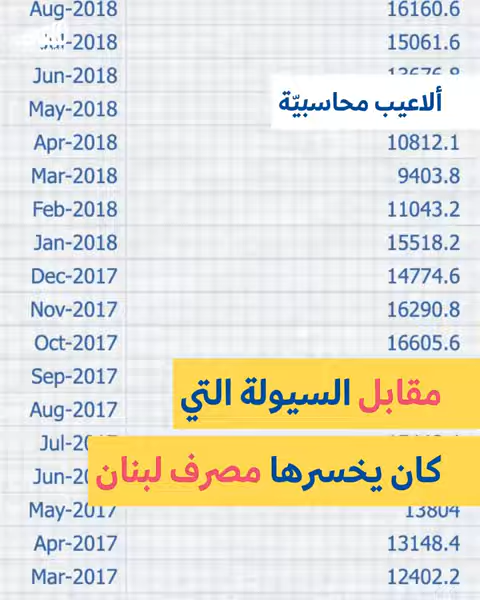 Aug-2018 16160.6
15061.6
Jun-2018
ألاعيب محاسبيّة
May-2018
Apr-2018 10812.1
Mar-2018 9403.8
Feb-2018 11043.2
Jan-2018 15518.2
Dec-2017 14774.6
Nov-2017 16290.8
Oct-2017 16605.6
Sep-2017
مقابل السيولة التي
Aug-2017
كان يخسرها مصرف لبنان
May-2017 13804
Apr-2017 13148.4
Mar-2017 12402.2